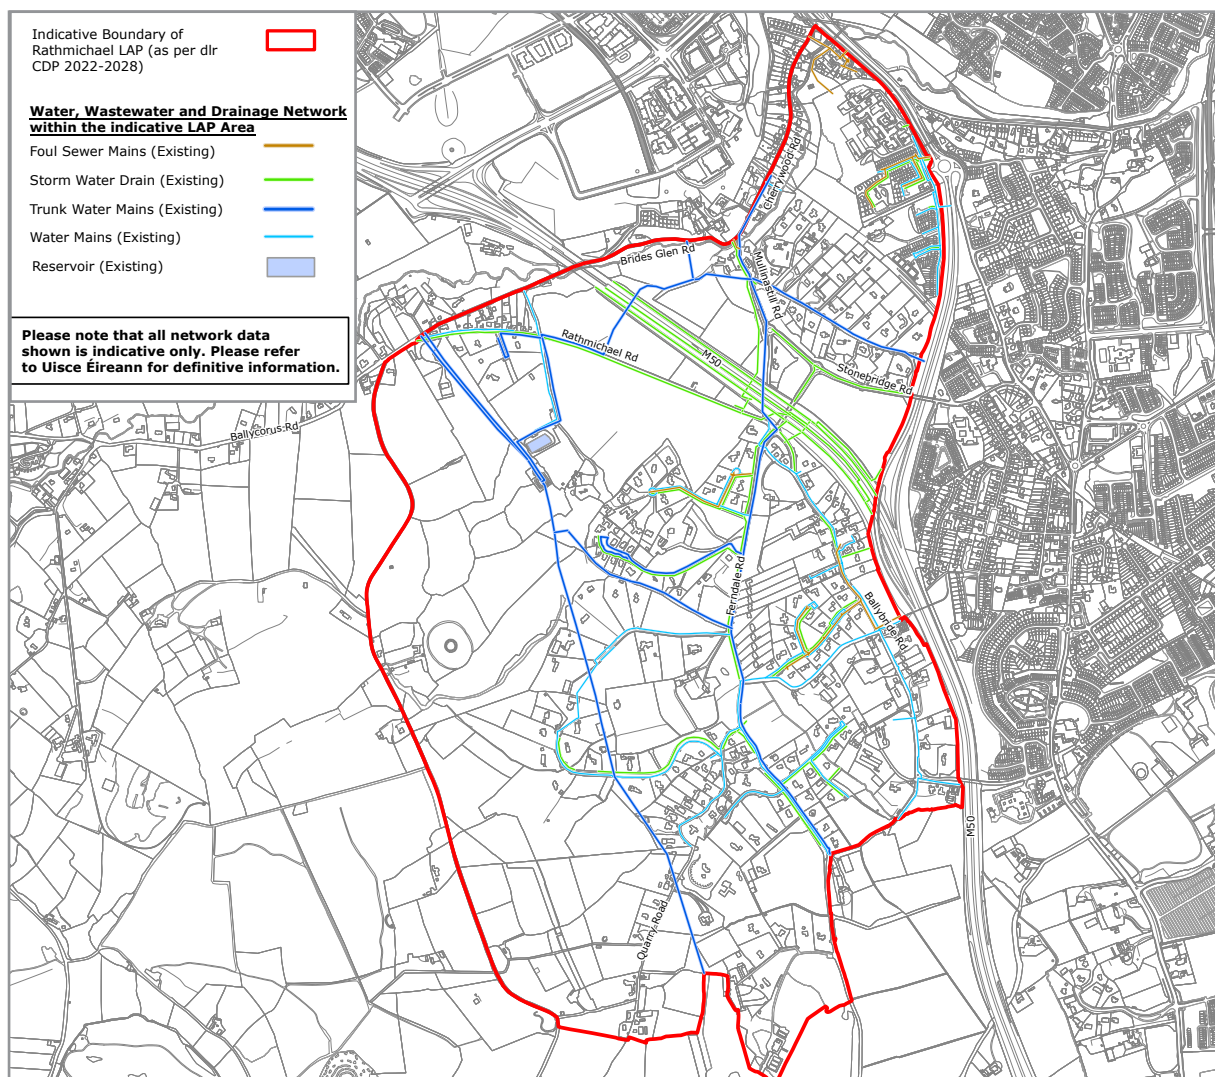 Indicative Boundary of
Rathmichael LAP (as per dlr
CDP 2022-2028)
Water, Wastewater and Drainage Network
within the indicative LAP Area
Foul Sewer Mains (Existing)
Storm Water Drain (Existing)
Trunk Water Mains (Existing)
Water Mains (Existing)
Reservoir (Existing)
Please note that all network data
shown is indicative only. Please refer
to Uisce Éireann for definitive information.
Cherrywood Rd
Brides Glen Rd
Mullinastill Rd
Rathmichael Rd
M50
Stonebridge Rd
Ballycorus Rd
Ferndale Rd
Ballybride Rd
M50
Quarry Road